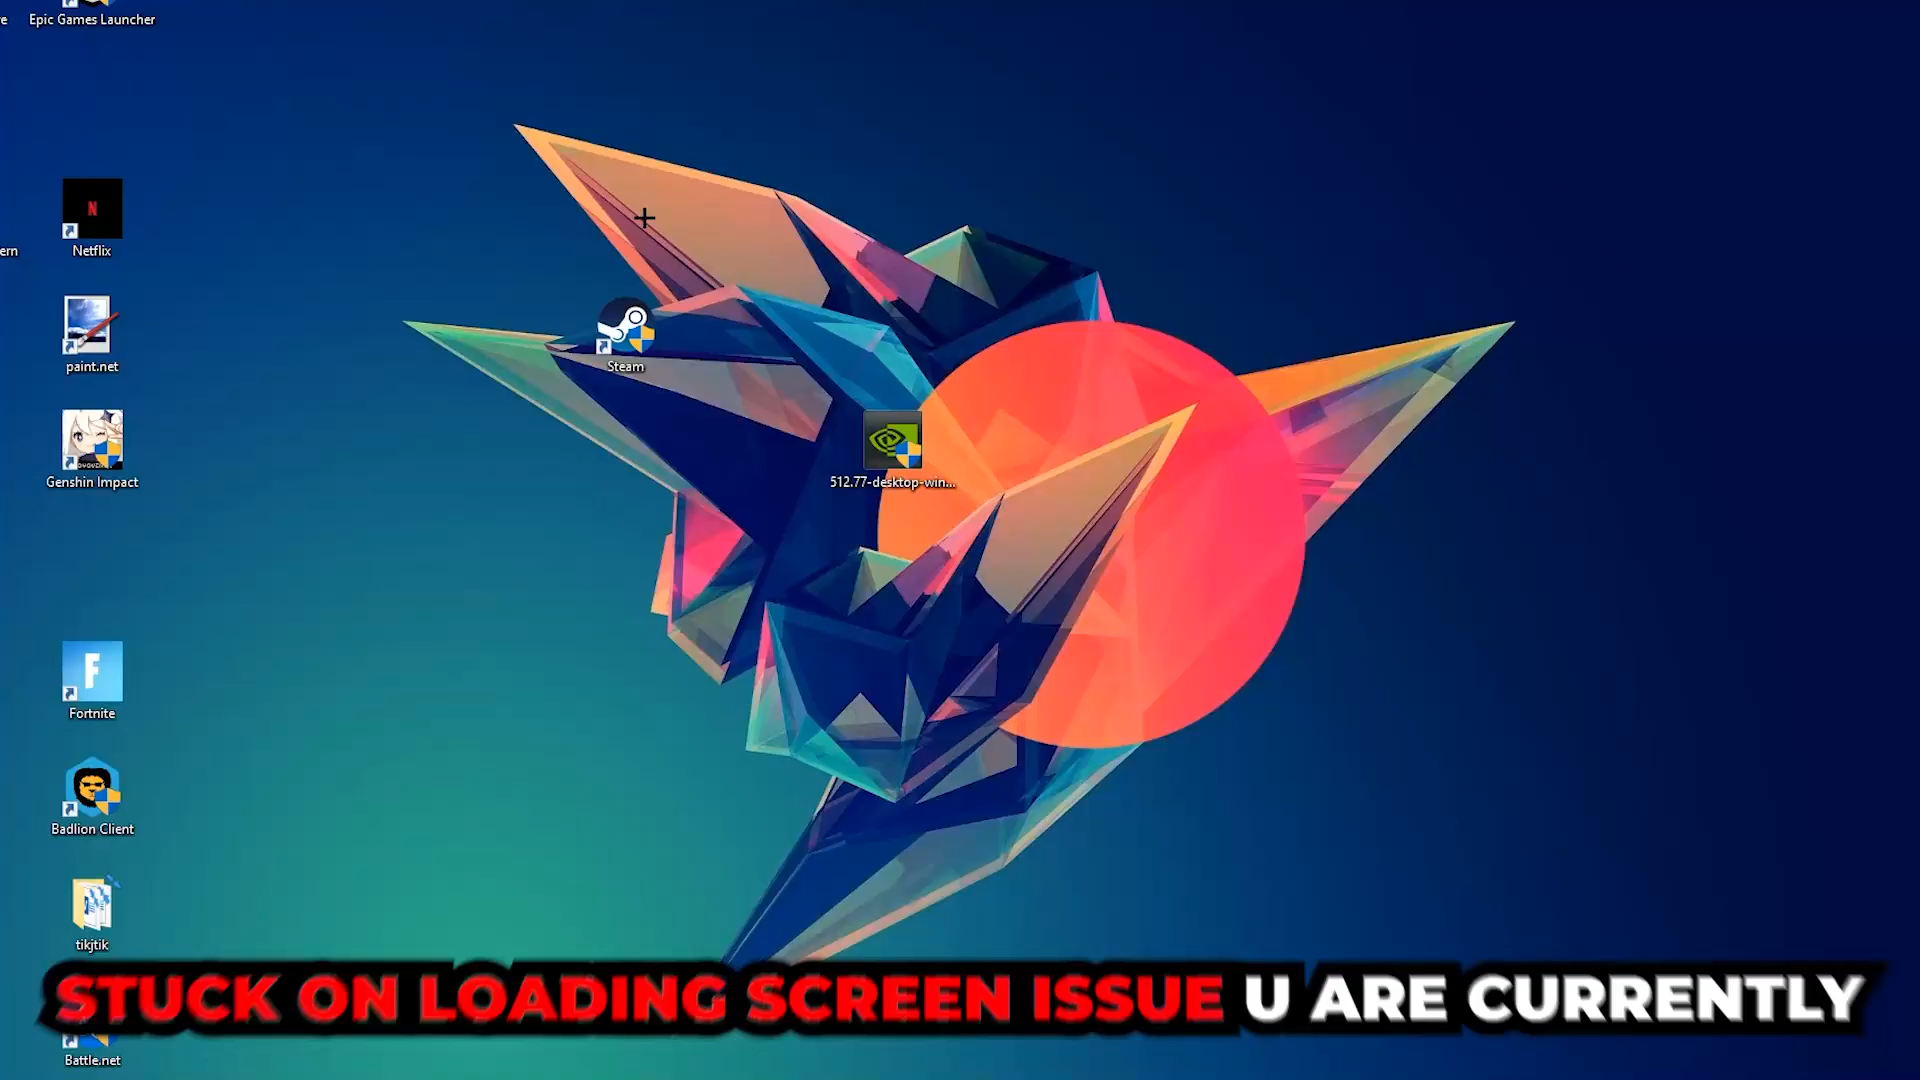 Epic Games Launcher
N
Netflix
ern
paint.net
Steam
Genshin Impact
512.77-desktop-win...
F
Fortnite
Badlion Client
tikjtik
STUCK ON LOADING SCREEN ISSUE U ARE CURRENTLY
Battle.net